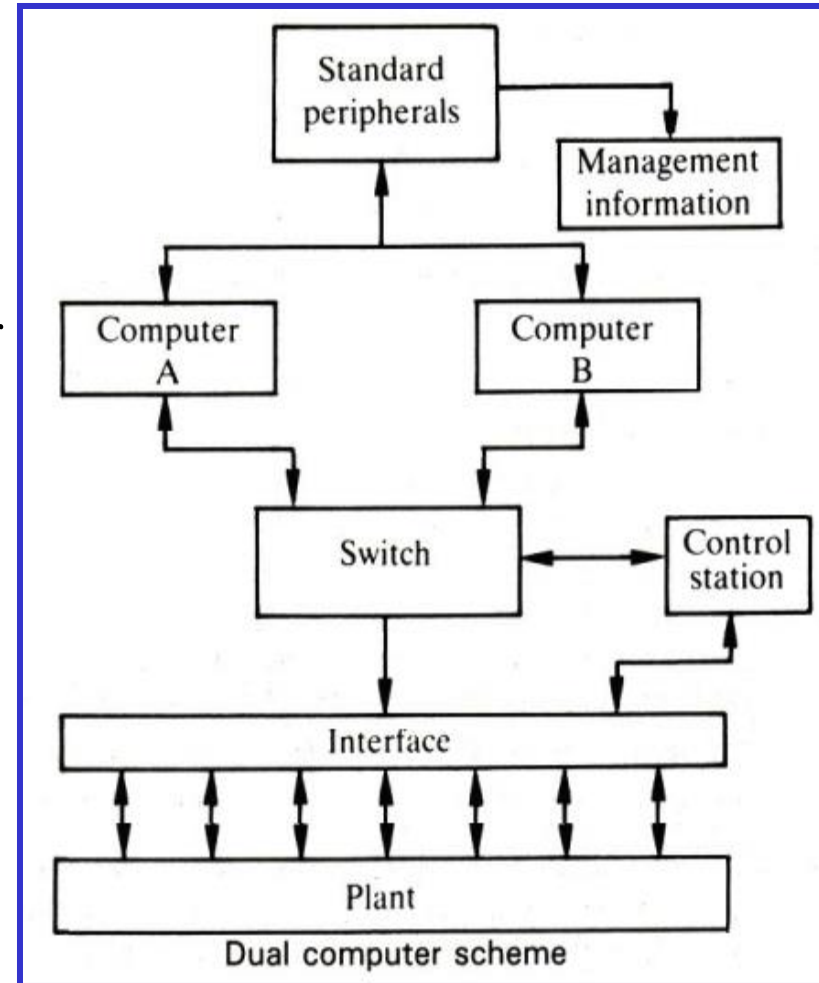 Standard
peripherals
Management
information
Computer
A
Computer
B
Switch
Control
station
Interface
Plant
Dual computer scheme